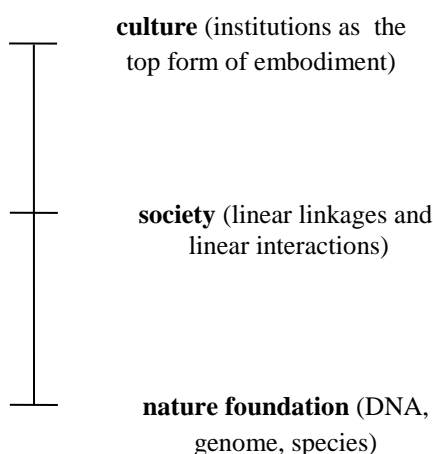 culture (institutions as the
top form of embodiment)
society (linear linkages and
linear interactions)
nature foundation (DNA,
genome, species)